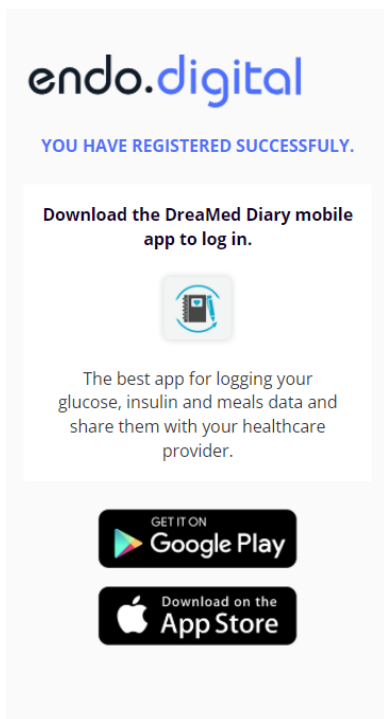 endo.digital
YOU HAVE REGISTERED SUCCESSFULY.
Download the DreaMed Diary mobile
app to log in.
The best app for logging your
glucose, insulin and meals data and
share them with your healthcare
provider.
GET IT ON
Google Play
Download on the
App Store